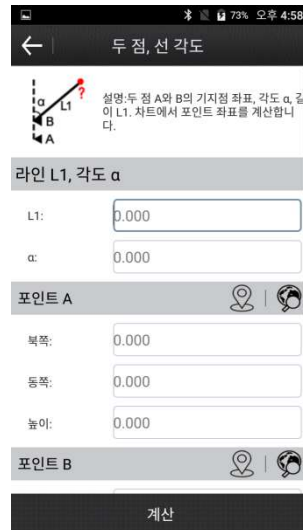 73% 오후 4:58
두 점, 선 각도
?
α
L1
B
A
설명:두 점 A와 B의 기지점 좌표, 각도 α, 길
이 L1. 차트에서 포인트 좌표를 계산합니
다.
라인 L1, 각도 α
L1: 0.000
α: 0.000
포인트 A
북쪽: 0.000
동쪽: 0.000
높이: 0.000
포인트 B
계산